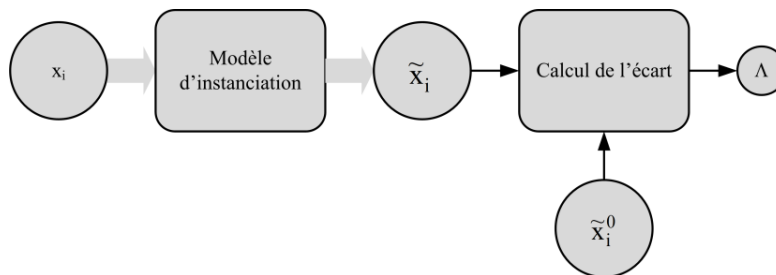 xᵢ
Modèle
d'instanciation
x̃ᵢ
Calcul de l'écart
Λ
x̃ᵢ⁰